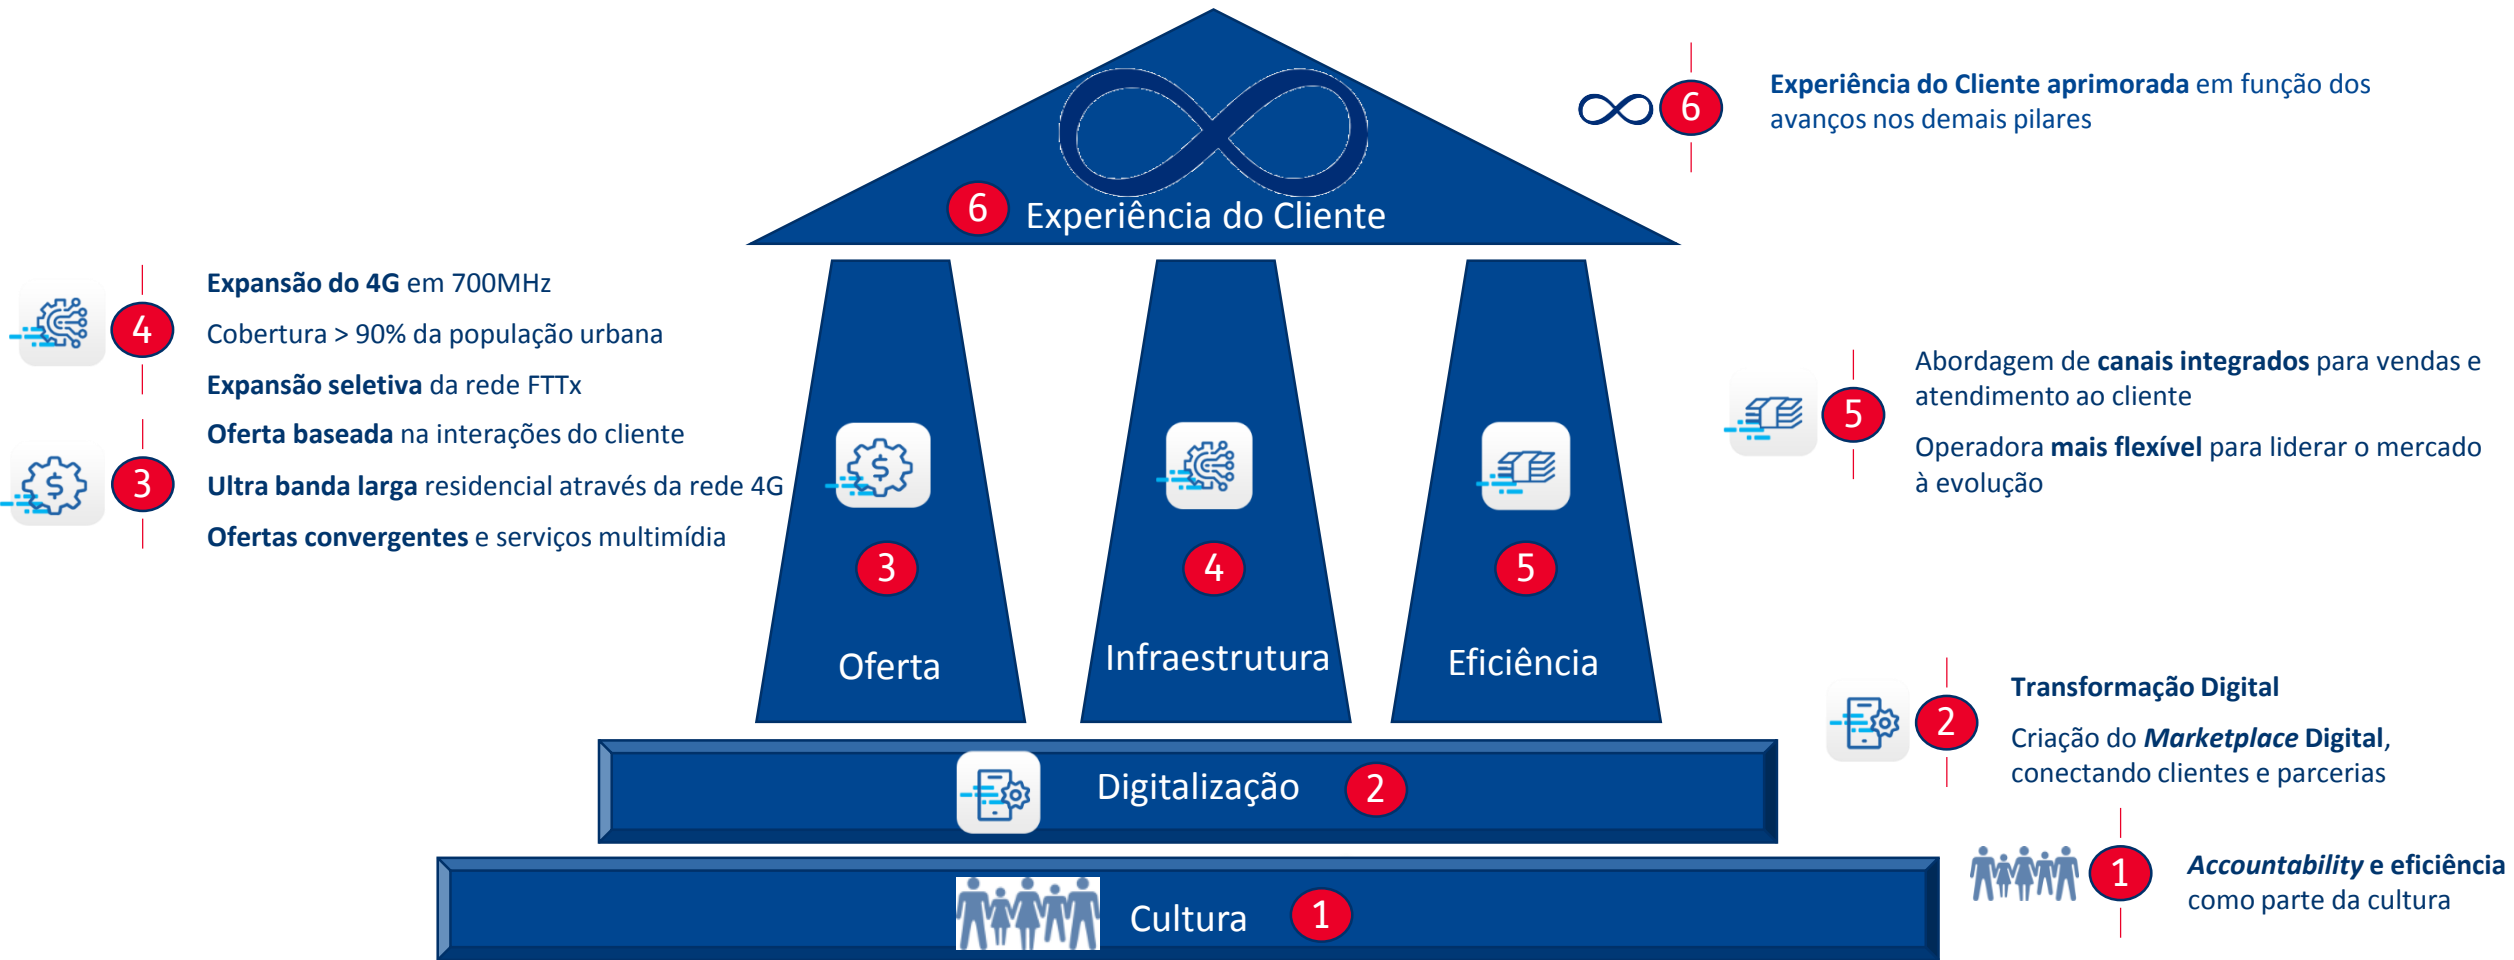 6 Experiência do Cliente
6
Experiência do Cliente aprimorada em função dos
avanços nos demais pilares
4
Expansão do 4G em 700MHz
Cobertura > 90% da população urbana
Expansão seletiva da rede FTTx
3
Oferta baseada na interações do cliente
Ultra banda larga residencial através da rede 4G
Ofertas convergentes e serviços multimídia
$
3
Oferta
4
Infraestrutura
5
Eficiência
5
Abordagem de canais integrados para vendas e
atendimento ao cliente
Operadora mais flexível para liderar o mercado
à evolução
Digitalização 2
2
Transformação Digital
Criação do Marketplace Digital,
conectando clientes e parcerias
Cultura 1
1
Accountability e eficiência
como parte da cultura